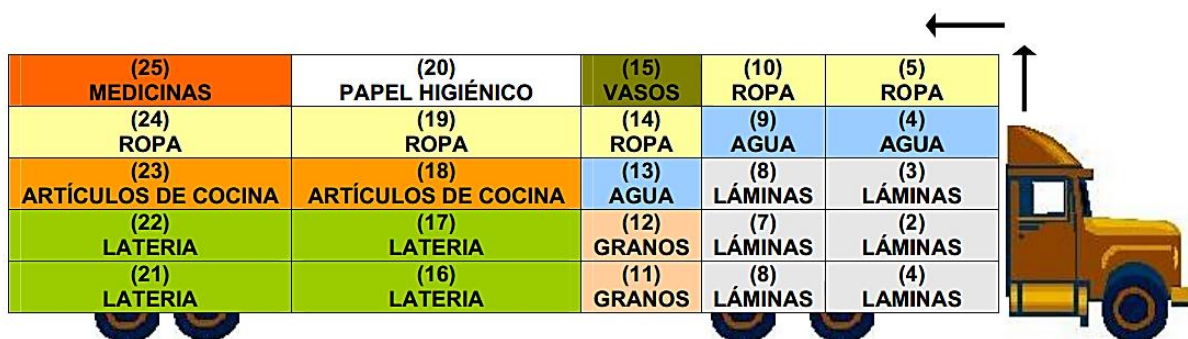 (25) (20) (15) (10) (5)
MEDICINAS PAPEL HIGIÉNICO VASOS ROPA ROPA
(24) (19) (14) (9) (4)
ROPA ROPA ROPA AGUA AGUA
(23) (18) (13) (8) (3)
ARTÍCULOS DE COCINA ARTÍCULOS DE COCINA AGUA LÁMINAS LÁMINAS
(22) (17) (12) (7) (2)
LATERIA LATERIA GRANOS LÁMINAS LÁMINAS
(21) (16) (11) (8) (4)
LATERIA LATERIA GRANOS LÁMINAS LAMINAS